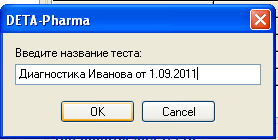 DETA-Pharma
Введите название теста:
Диагностика Иванова от 1.09.2011
OK
Cancel